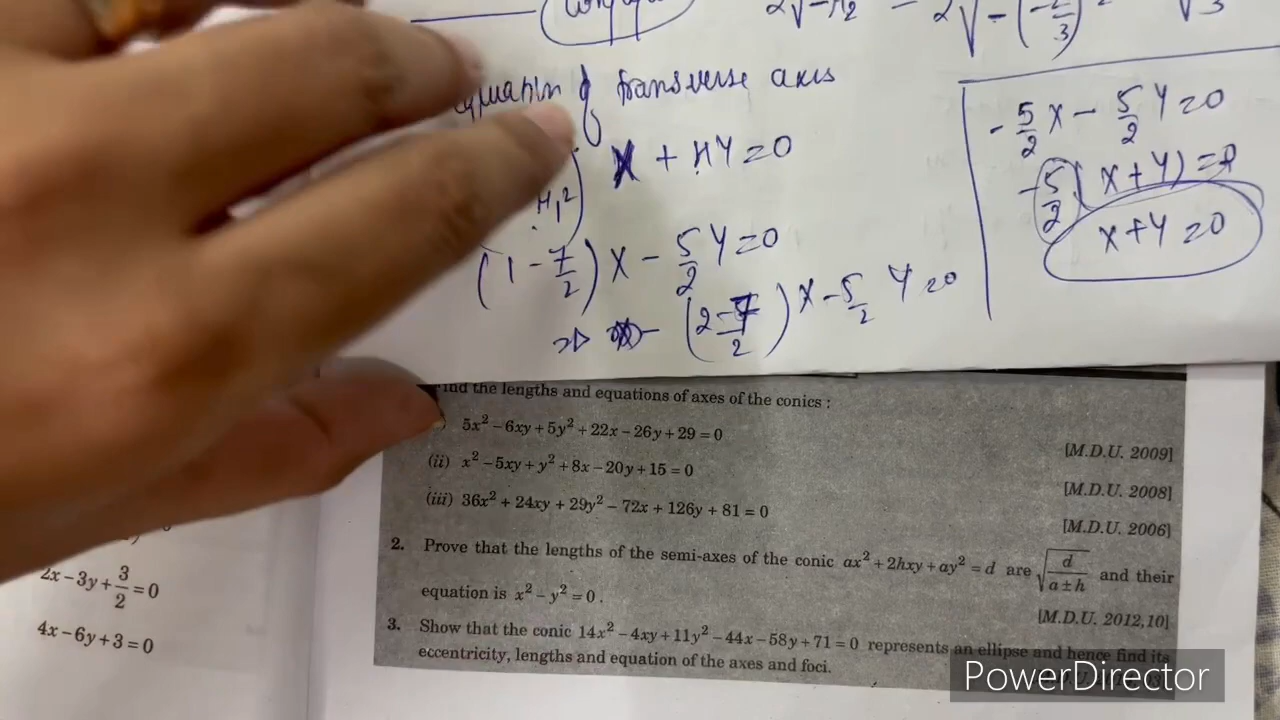 transverse axis
X + HY = 0
H₁²
(1 - 7/2) X - 5/2 Y = 0
⇒ - (2-7/2) X - 5/2 Y = 0
-5/2 X - 5/2 Y = 0
-5/2 (X + Y) = 0
X + Y = 0
the lengths and equations of axes of the conics :
5x² – 6xy + 5y² + 22x – 26y + 29 = 0
[M.D.U. 2009]
(ii) x² – 5xy + y² + 8x – 20y + 15 = 0
[M.D.U. 2008]
(iii) 36x² + 24xy + 29y² – 72x + 126y + 81 = 0
[M.D.U. 2006]
2. Prove that the lengths of the semi-axes of the conic ax² + 2hxy + ay² = d are √(d/(a ± h)) and their
equation is x² – y² = 0 .
[M.D.U. 2012,10]
3. Show that the conic 14x² – 4xy + 11y² – 44x – 58y + 71 = 0 represents an ellipse and hence find its
eccentricity, lengths and equation of the axes and foci.
2x – 3y + 3/2 = 0
4x – 6y + 3 = 0
PowerDirector